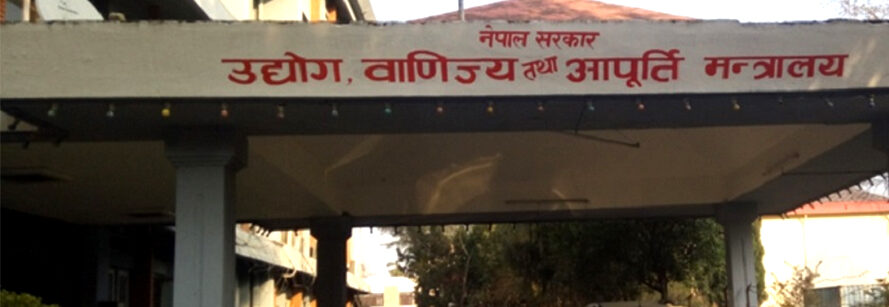 नेपाल सरकार
उद्योग, वाणिज्य तथा आपूर्ति मन्त्रालय